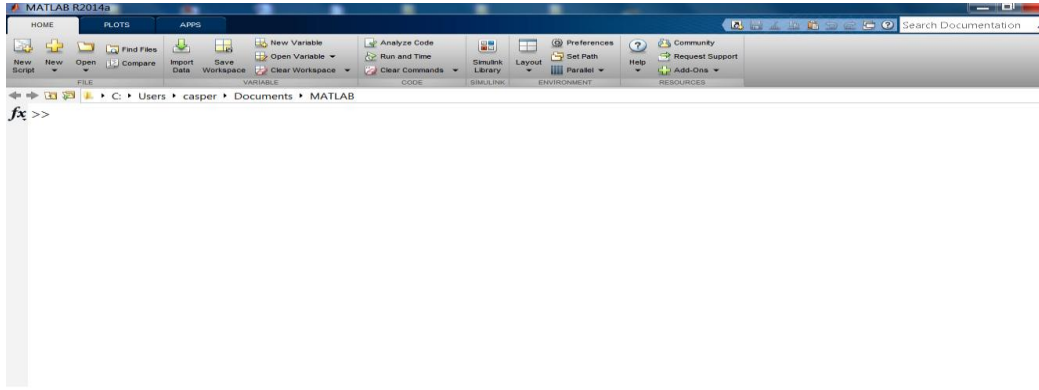 MATLAB R2014a
HOME PLOTS APPS Search Documentation
New Script New Open Find Files Compare Import Data Save Workspace New Variable Open Variable Clear Workspace Analyze Code Run and Time Clear Commands Simulink Library Layout Preferences Set Path Parallel Help Community Request Support Add-Ons
FILE VARIABLE CODE SIMULINK ENVIRONMENT RESOURCES
C: Users casper Documents MATLAB
fx >>